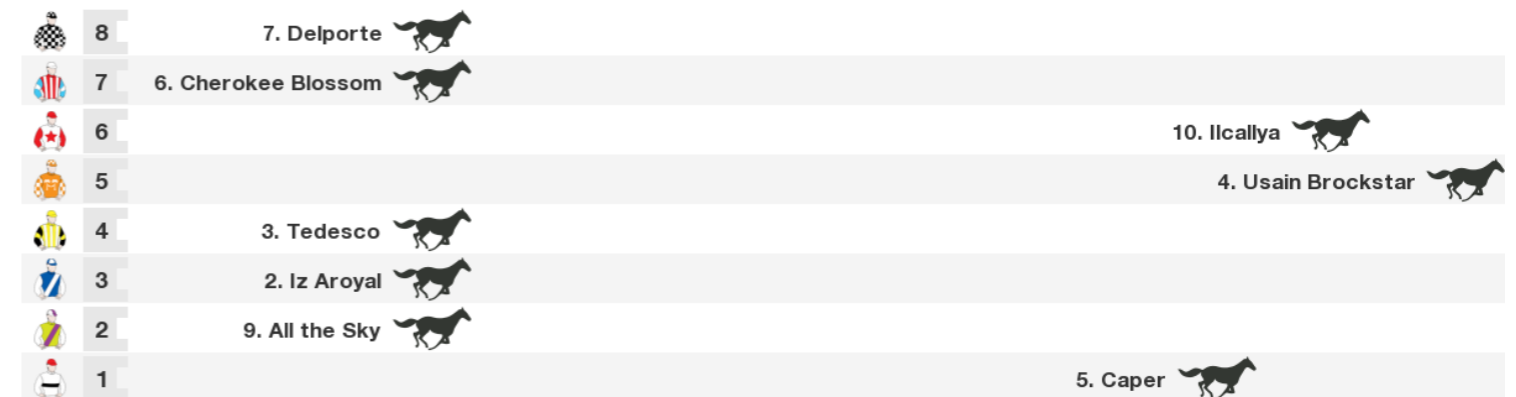 8 7. Delporte
7 6. Cherokee Blossom
6 10. Ilcallya
5 4. Usain Brockstar
4 3. Tedesco
3 2. Iz Aroyal
2 9. All the Sky
1 5. Caper